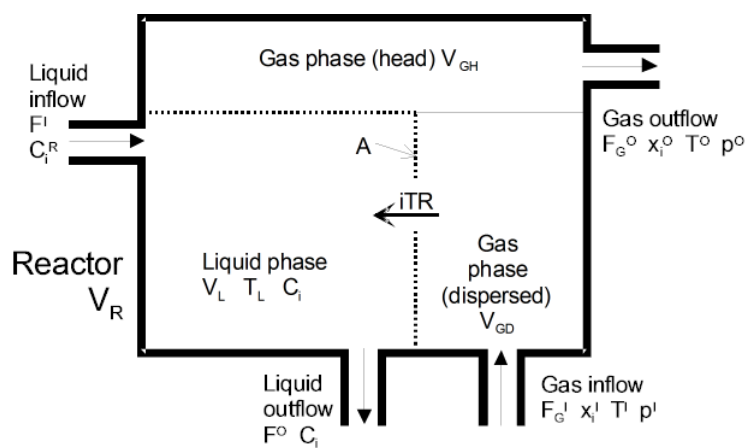 Gas phase (head) V_GH
Liquid
inflow
F^I
C_i^R
Gas outflow
F_G^O x_i^O T^O p^O
A
iTR
Reactor
V_R
Liquid phase
V_L T_L C_i
Gas
phase
(dispersed)
V_GD
Liquid
outflow
F^O C_i
Gas inflow
F_G^I x_i^I T^I p^I